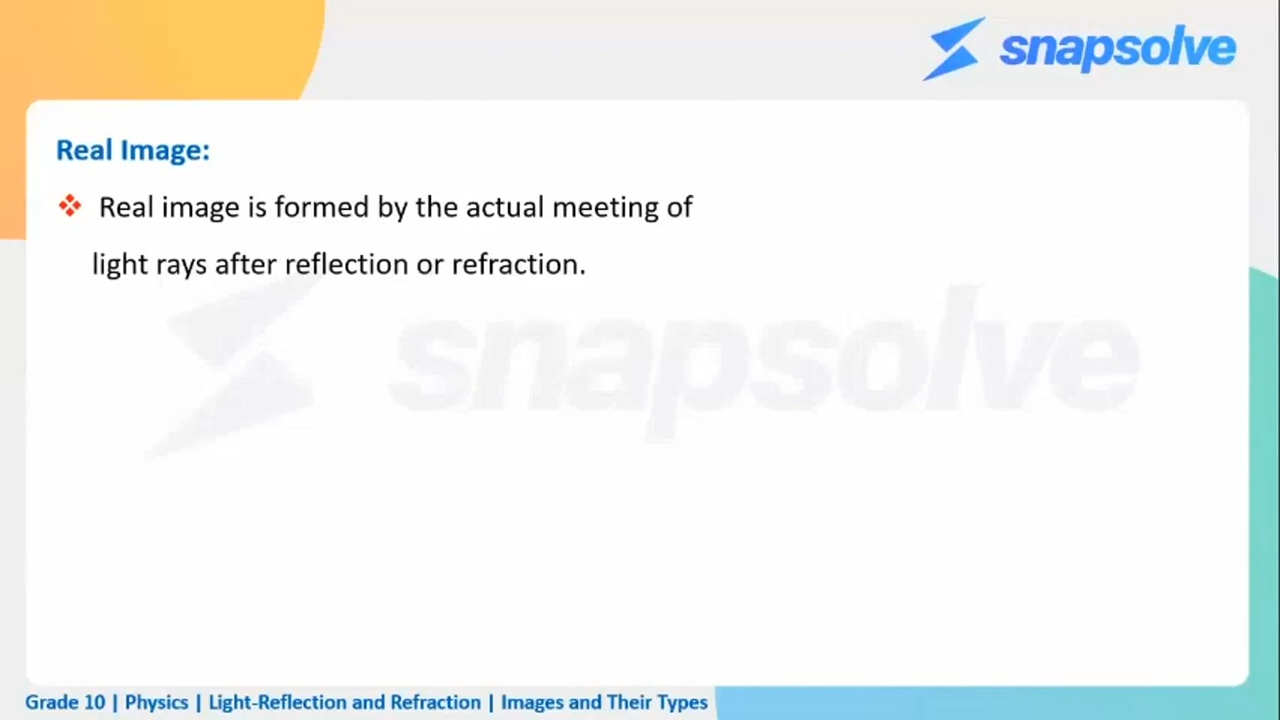 snapsolve
Real Image:
❖ Real image is formed by the actual meeting of
light rays after reflection or refraction.
snapsolve
Grade 10 | Physics | Light-Reflection and Refraction | Images and Their Types